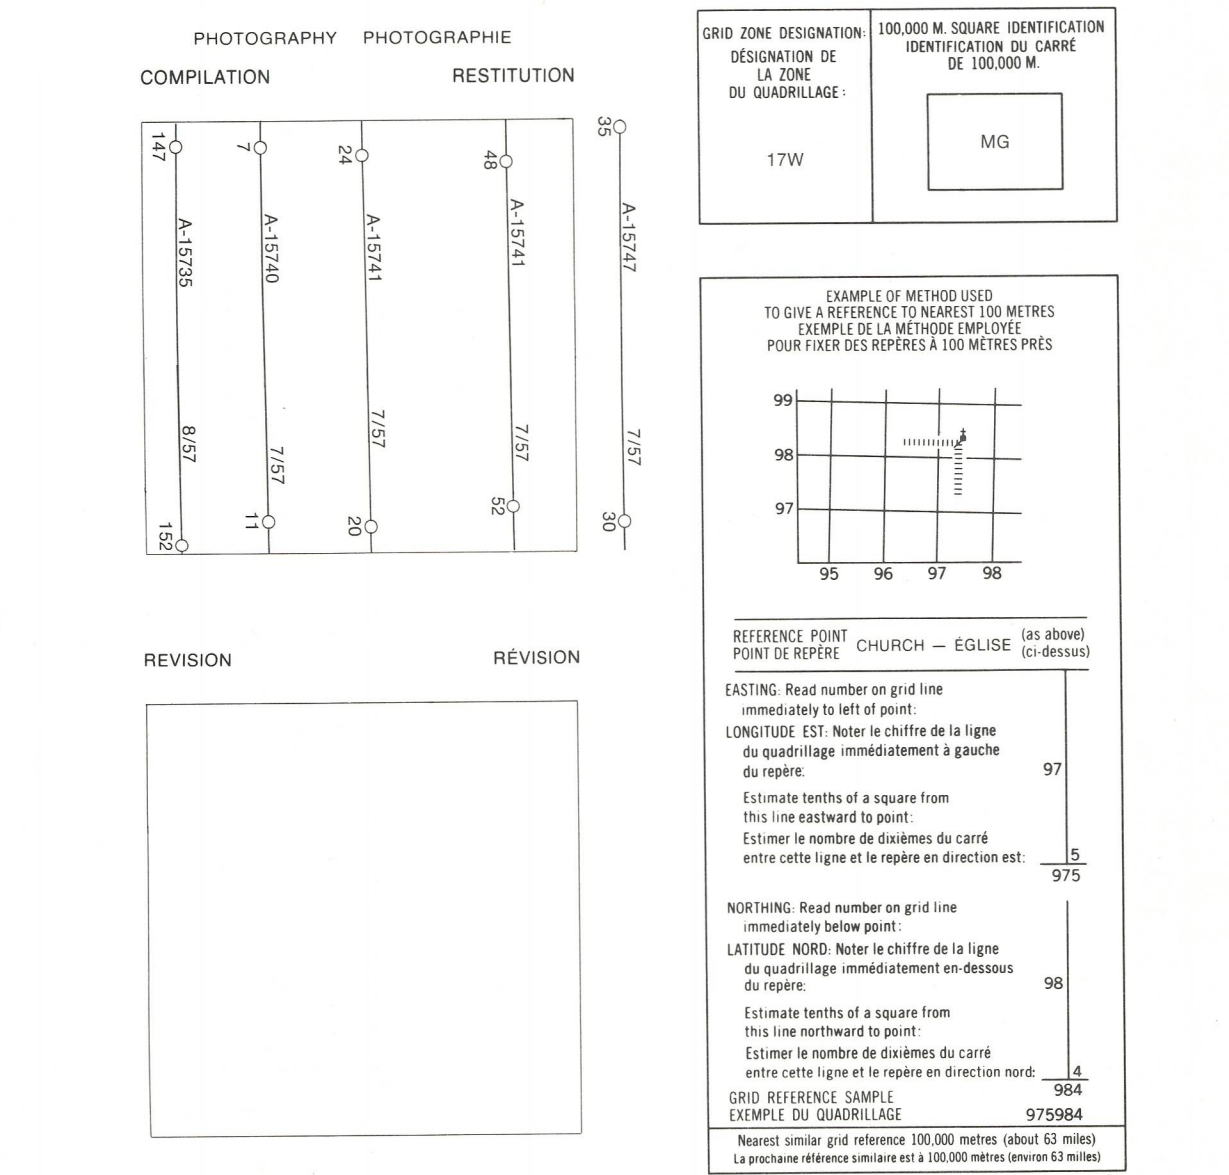 PHOTOGRAPHY PHOTOGRAPHIE
COMPILATION RESTITUTION
147
A-15735
8/57
152
7
A-15740
7/57
11
24
A-15741
7/57
20
48
A-15741
7/57
52
35
A-15747
7/57
30
REVISION RÉVISION
GRID ZONE DESIGNATION:
DÉSIGNATION DE
LA ZONE
DU QUADRILLAGE :
17W
100,000 M. SQUARE IDENTIFICATION
IDENTIFICATION DU CARRÉ
DE 100,000 M.
MG
EXAMPLE OF METHOD USED
TO GIVE A REFERENCE TO NEAREST 100 METRES
EXEMPLE DE LA MÉTHODE EMPLOYÉE
POUR FIXER DES REPÈRES À 100 MÈTRES PRÈS
99
98
97
95 96 97 98
REFERENCE POINT
POINT DE REPÈRE
CHURCH — ÉGLISE
(as above)
(ci-dessus)
EASTING: Read number on grid line
immediately to left of point:
LONGITUDE EST: Noter le chiffre de la ligne
du quadrillage immédiatement à gauche
du repère: 97
Estimate tenths of a square from
this line eastward to point:
Estimer le nombre de dixièmes du carré
entre cette ligne et le repère en direction est: 5
975
NORTHING: Read number on grid line
immediately below point:
LATITUDE NORD: Noter le chiffre de la ligne
du quadrillage immédiatement en-dessous
du repère: 98
Estimate tenths of a square from
this line northward to point:
Estimer le nombre de dixièmes du carré
entre cette ligne et le repère en direction nord: 4
984
GRID REFERENCE SAMPLE
EXEMPLE DU QUADRILLAGE 975984
Nearest similar grid reference 100,000 metres (about 63 miles)
La prochaine référence similaire est à 100,000 mètres (environ 63 milles)